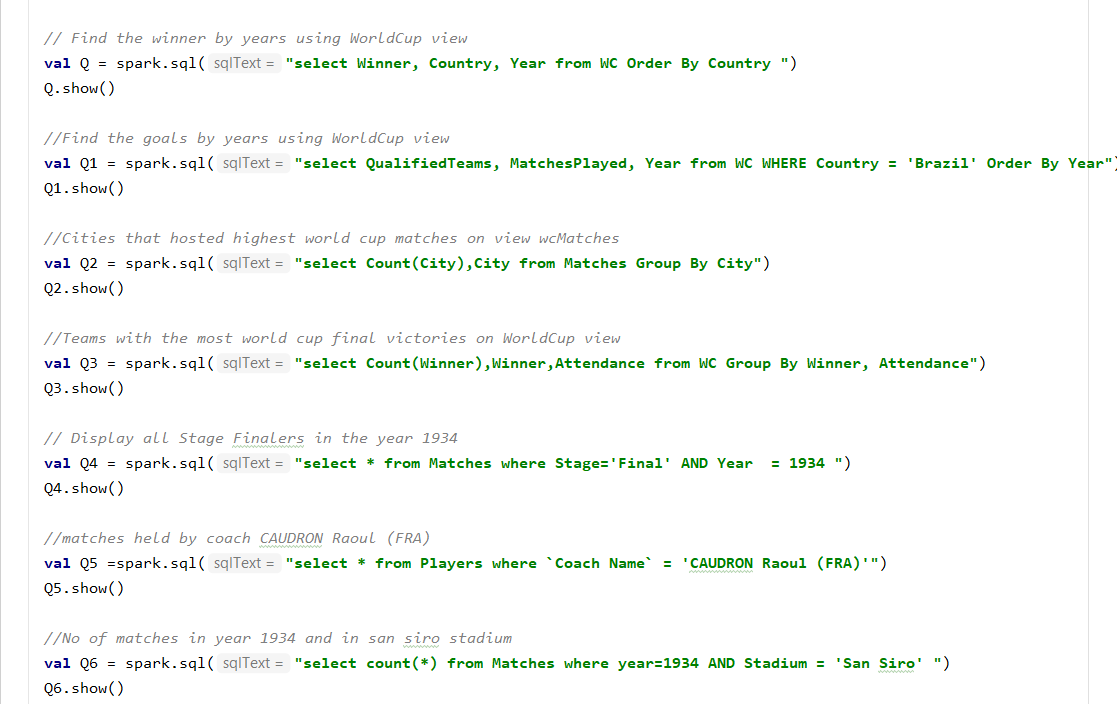 // Find the winner by years using WorldCup view
val Q = spark.sql( sqlText = "select Winner, Country, Year from WC Order By Country ")
Q.show()
//Find the goals by years using WorldCup view
val Q1 = spark.sql( sqlText = "select QualifiedTeams, MatchesPlayed, Year from WC WHERE Country = 'Brazil' Order By Year")
Q1.show()
//Cities that hosted highest world cup matches on view wcMatches
val Q2 = spark.sql( sqlText = "select Count(City),City from Matches Group By City")
Q2.show()
//Teams with the most world cup final victories on WorldCup view
val Q3 = spark.sql( sqlText = "select Count(Winner),Winner,Attendance from WC Group By Winner, Attendance")
Q3.show()
// Display all Stage Finalers in the year 1934
val Q4 = spark.sql( sqlText = "select * from Matches where Stage='Final' AND Year  = 1934 ")
Q4.show()
//matches held by coach CAUDRON Raoul (FRA)
val Q5 =spark.sql( sqlText = "select * from Players where `Coach Name` = 'CAUDRON Raoul (FRA)'")
Q5.show()
//No of matches in year 1934 and in san siro stadium
val Q6 = spark.sql( sqlText = "select count(*) from Matches where year=1934 AND Stadium = 'San Siro' ")
Q6.show()